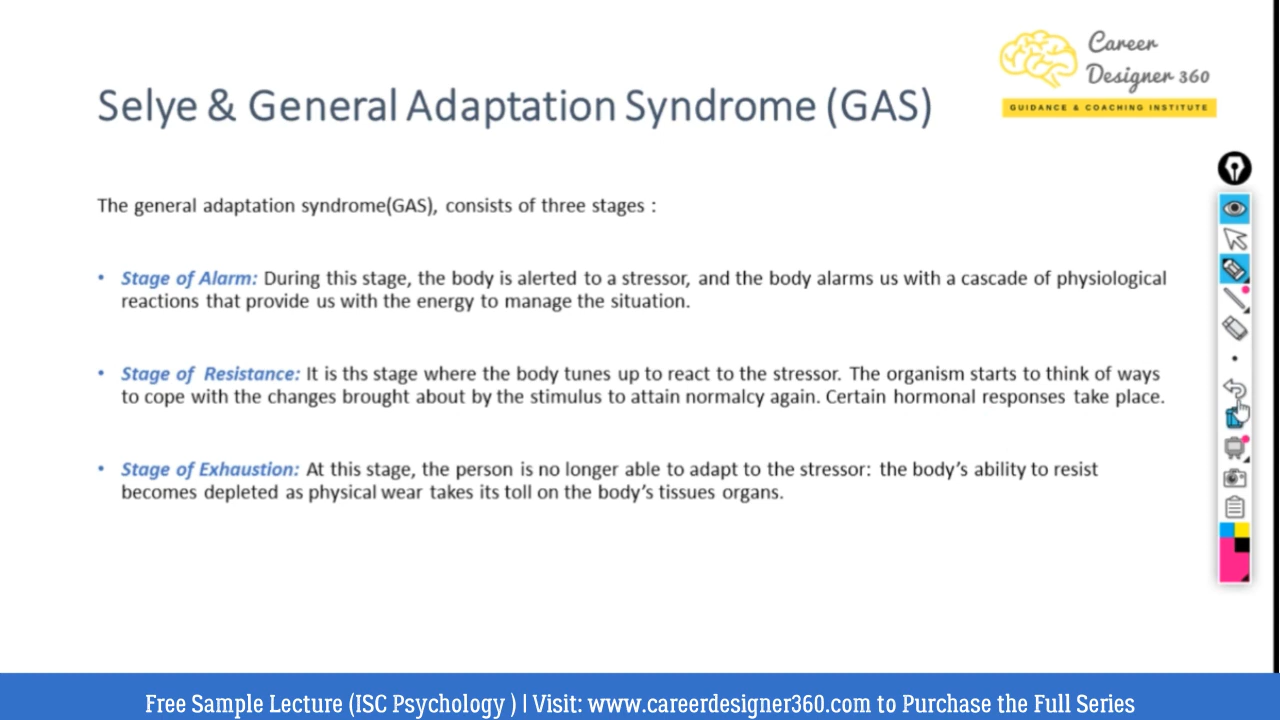 Career
Designer 360
GUIDANCE & COACHING INSTITUTE
Selye & General Adaptation Syndrome (GAS)
The general adaptation syndrome(GAS), consists of three stages :
• Stage of Alarm: During this stage, the body is alerted to a stressor, and the body alarms us with a cascade of physiological
reactions that provide us with the energy to manage the situation.
• Stage of Resistance: It is ths stage where the body tunes up to react to the stressor. The organism starts to think of ways
to cope with the changes brought about by the stimulus to attain normalcy again. Certain hormonal responses take place.
• Stage of Exhaustion: At this stage, the person is no longer able to adapt to the stressor: the body's ability to resist
becomes depleted as physical wear takes its toll on the body's tissues organs.
Free Sample Lecture (ISC Psychology ) | Visit: www.careerdesigner360.com to Purchase the Full Series